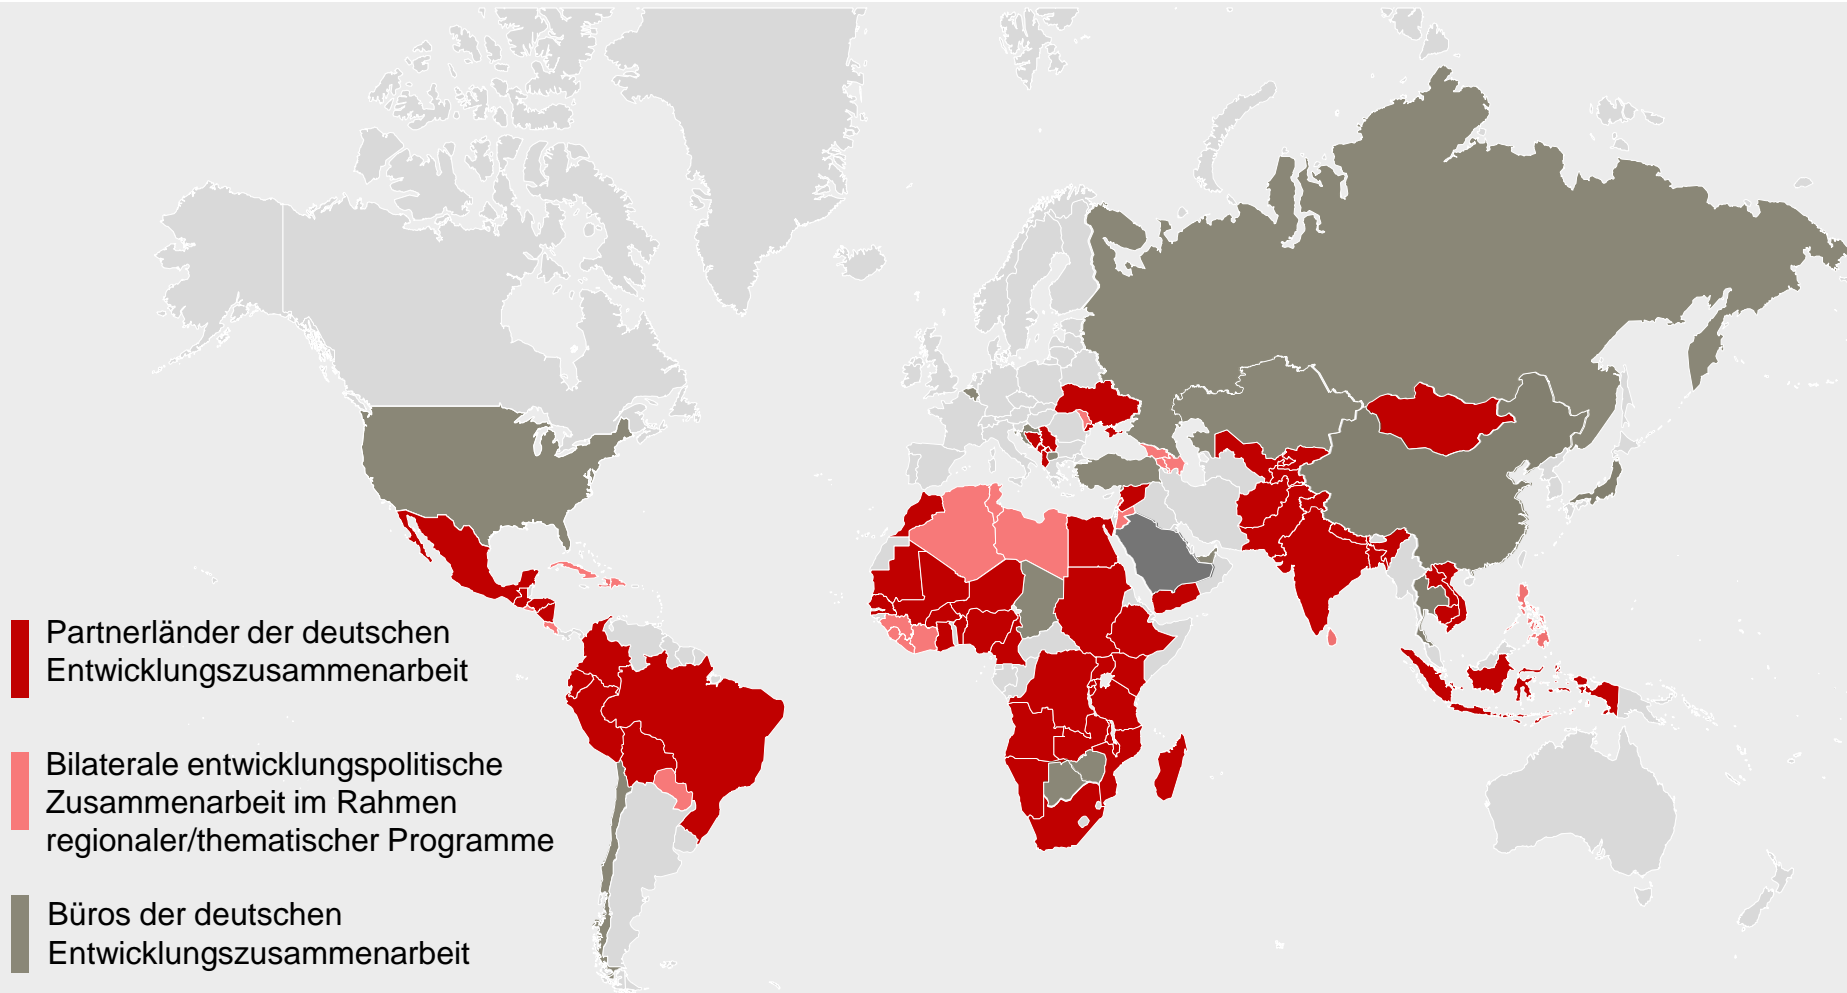 Partnerländer der deutschen
Entwicklungszusammenarbeit
Bilaterale entwicklungspolitische
Zusammenarbeit im Rahmen
regionaler/thematischer Programme
Büros der deutschen
Entwicklungszusammenarbeit